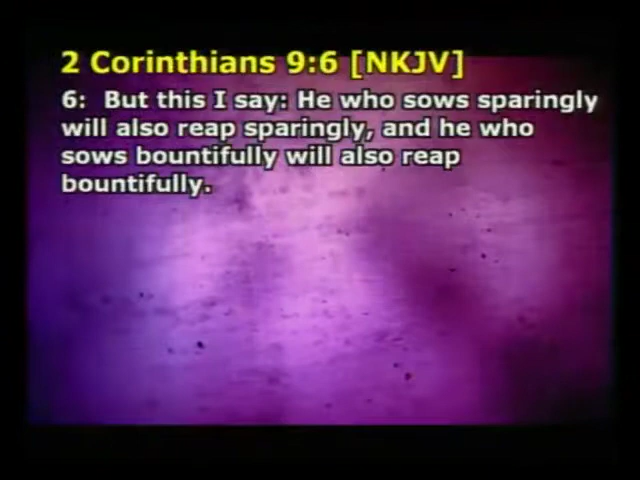 2 Corinthians 9:6 [NKJV]
6:  But this I say: He who sows sparingly
will also reap sparingly, and he who
sows bountifully will also reap
bountifully.